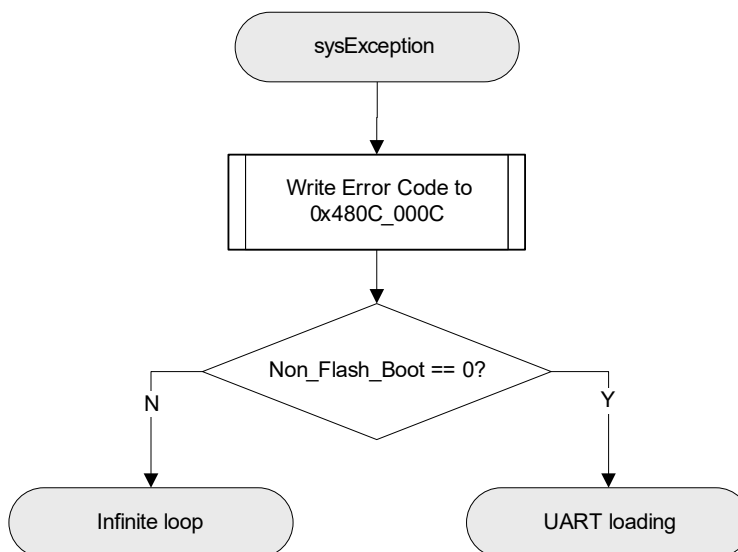 sysException
Write Error Code to
0x480C_000C
Non_Flash_Boot == 0?
N
Y
Infinite loop
UART loading